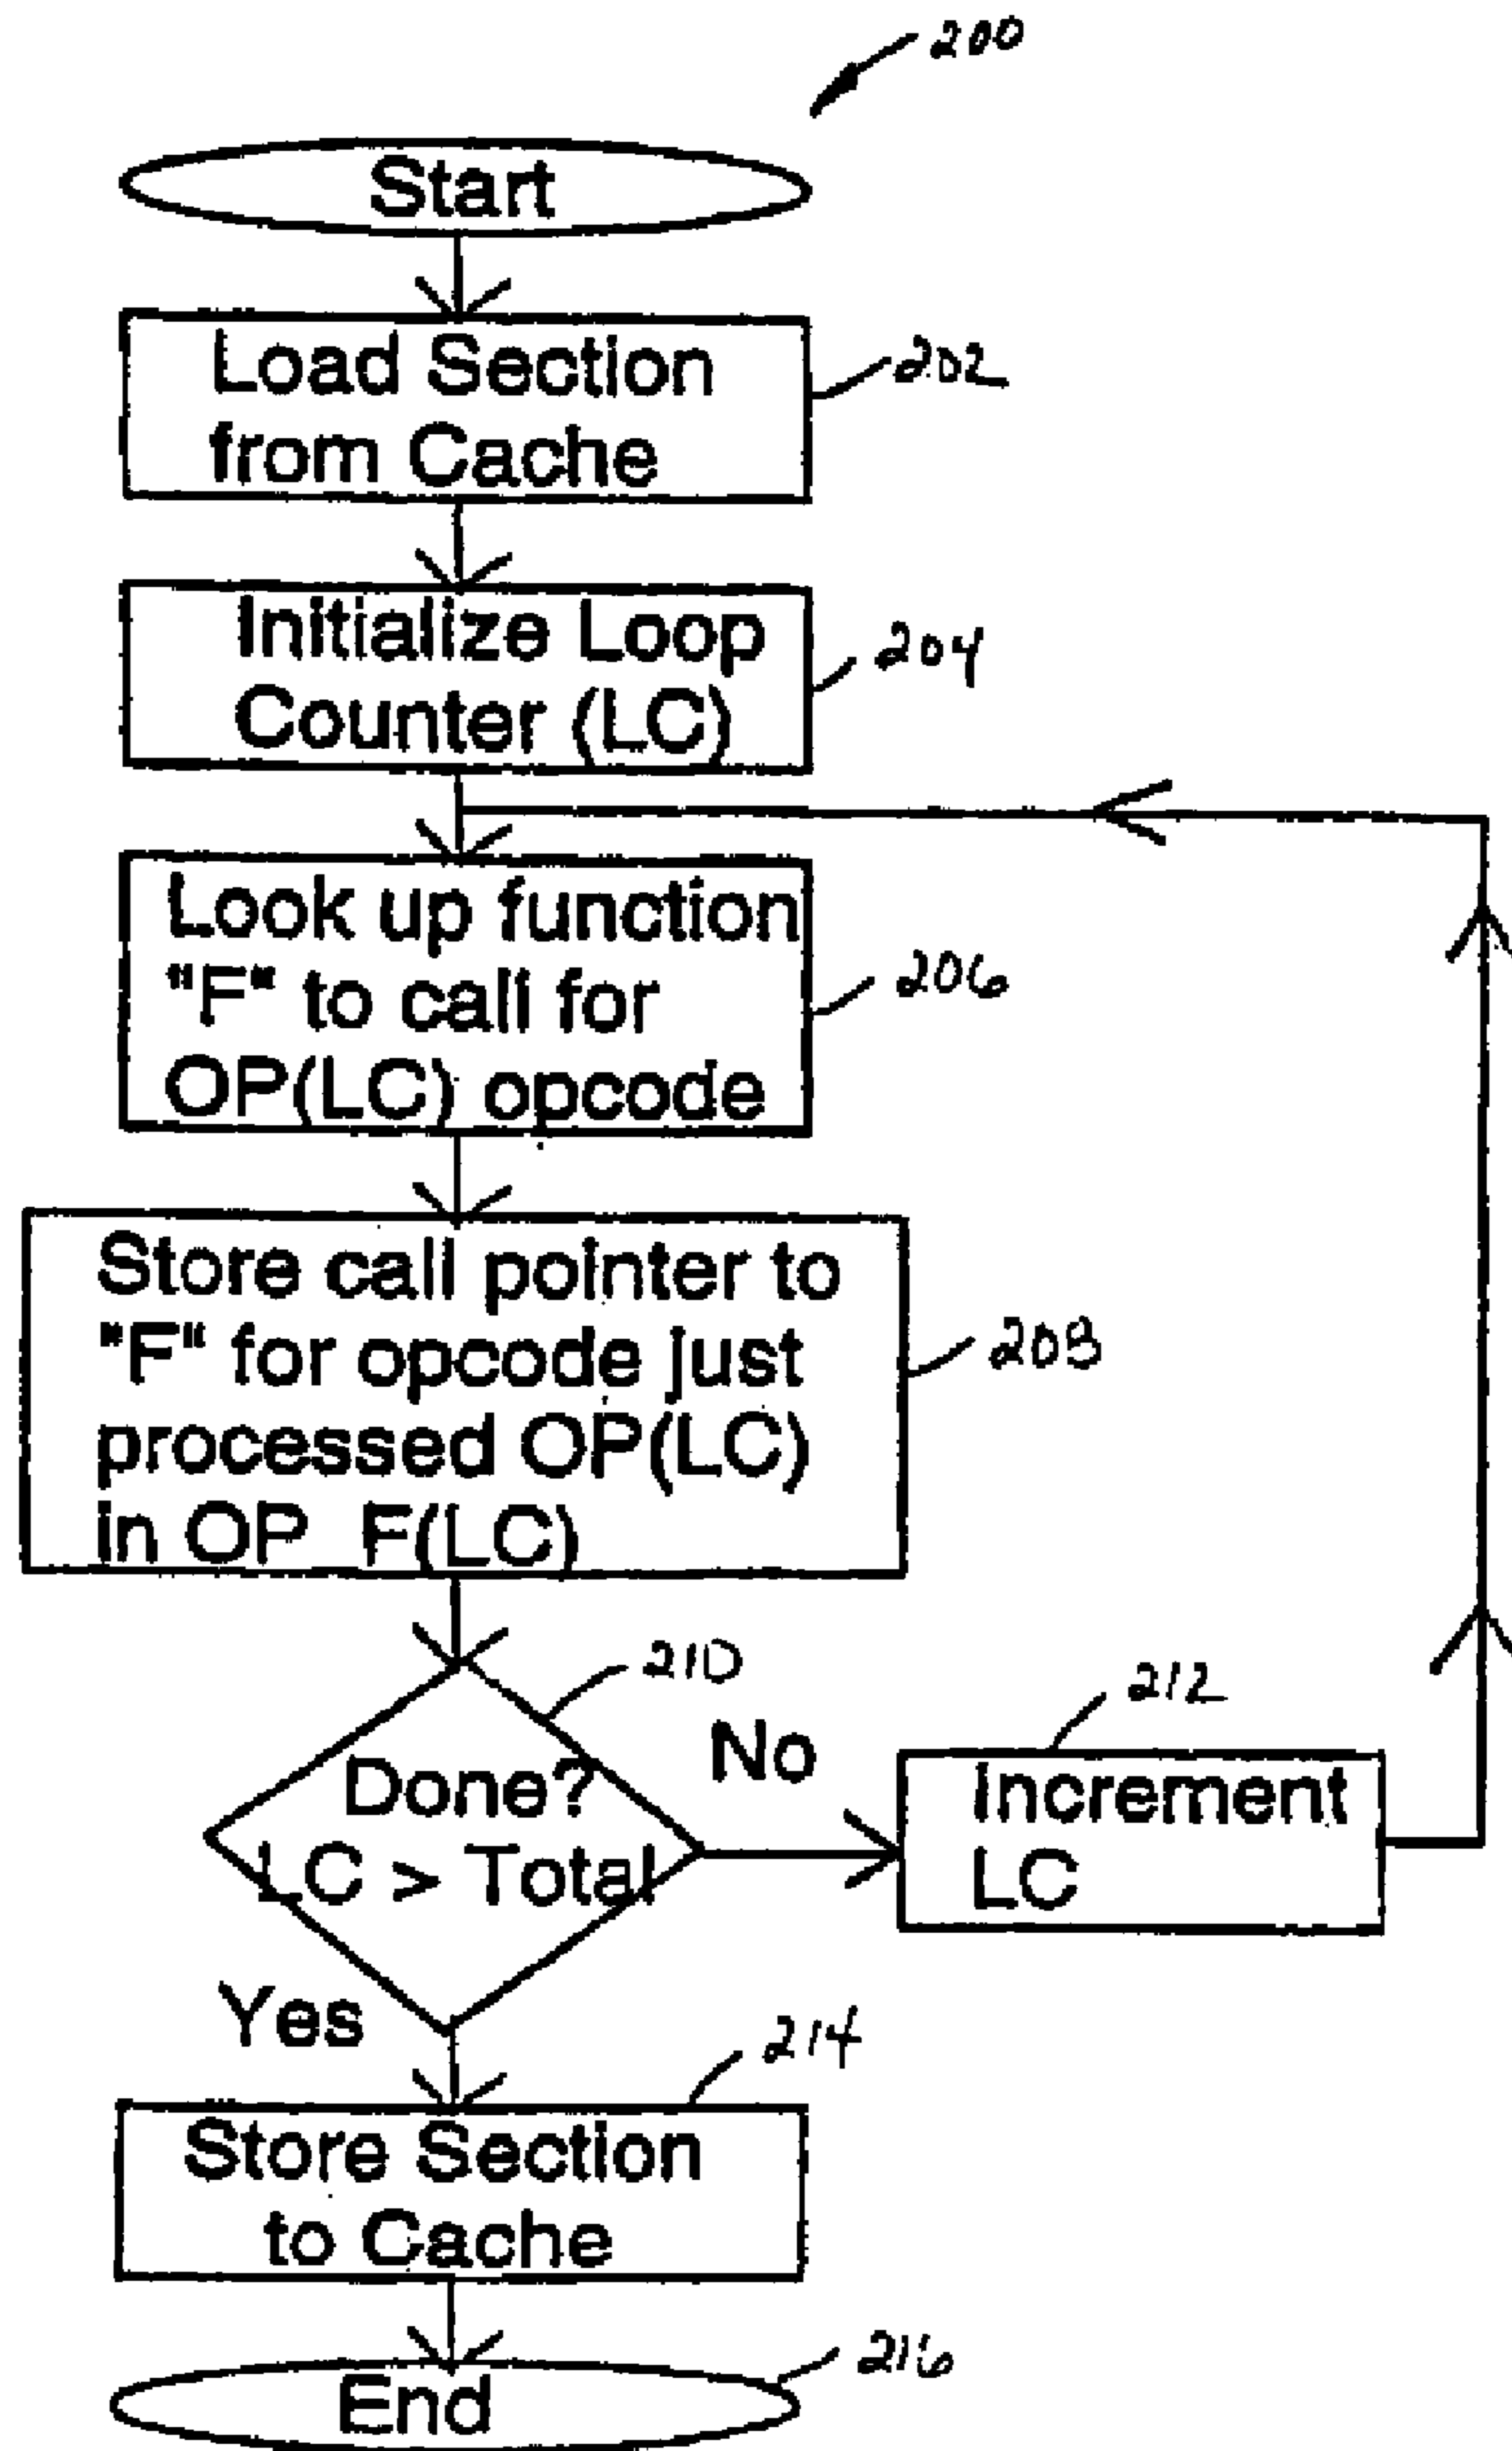 200
Start
Load Section
from Cache
202
Initialize Loop
Counter (LC)
204
Look up function
"F" to call for
OP(LC) opcode
206
Store call pointer to
"F" for opcode just
processed OP(LC)
in OP_F(LC)
208
210
Done?
LC > Total
No
212
Increment
LC
Yes
214
Store Section
to Cache
216
End